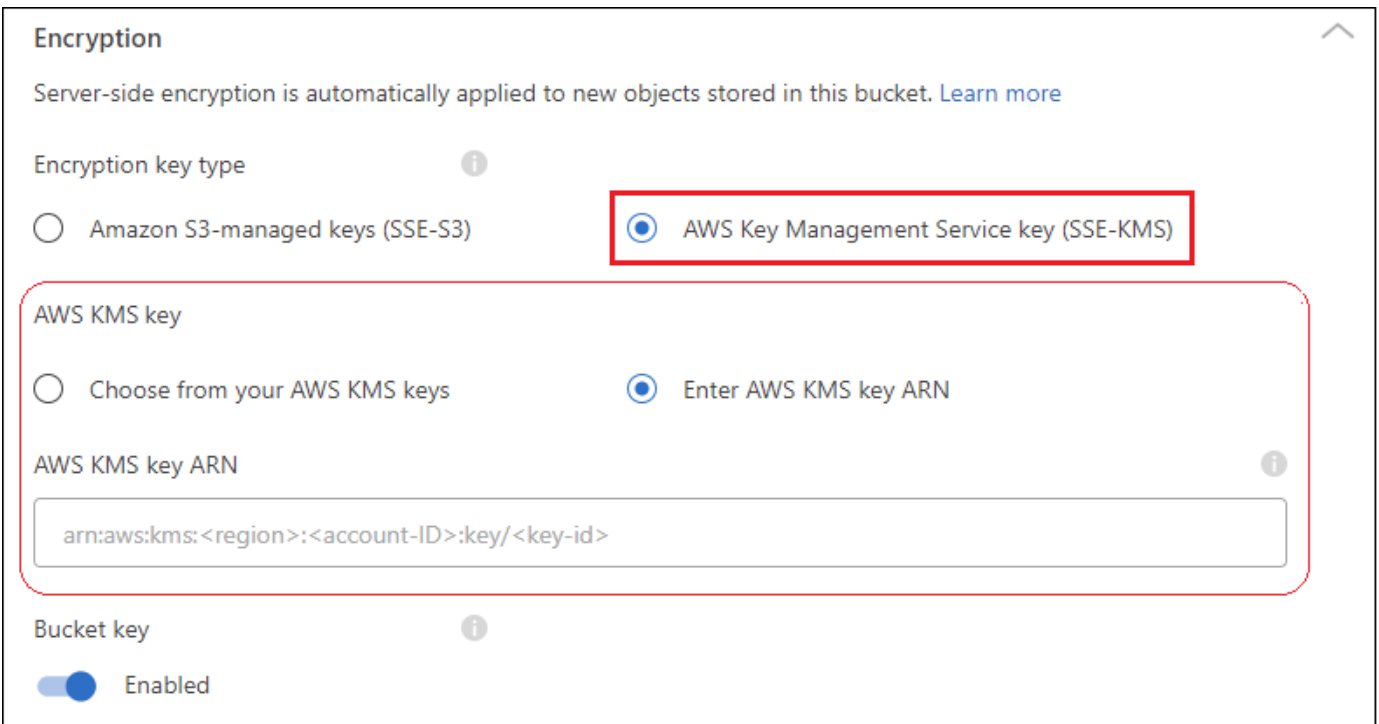 Encryption
Server-side encryption is automatically applied to new objects stored in this bucket. Learn more
Encryption key type
Amazon S3-managed keys (SSE-S3)
AWS Key Management Service key (SSE-KMS)
AWS KMS key
Choose from your AWS KMS keys
Enter AWS KMS key ARN
AWS KMS key ARN
arn:aws:kms:<region>:<account-ID>:key/<key-id>
Bucket key
Enabled